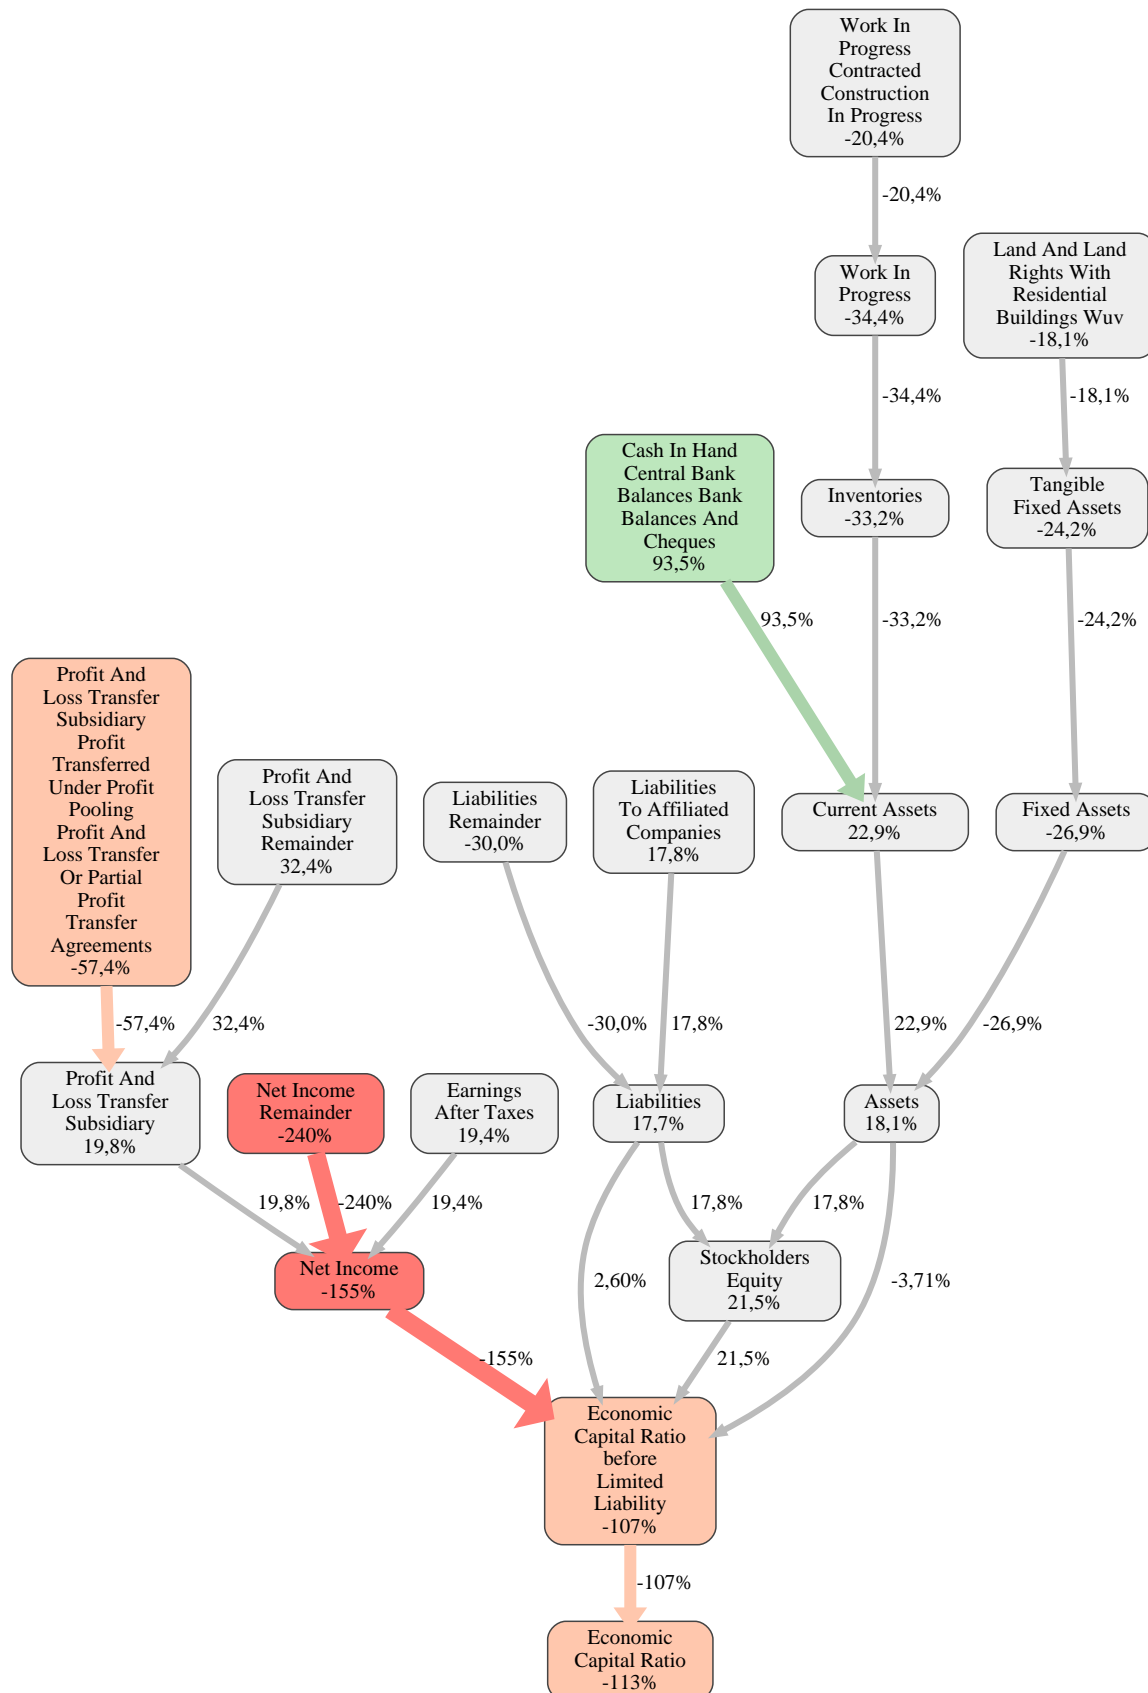 Work In
Progress
Contracted
Construction
In Progress
-20,4%
-20,4%
Work In
Progress
-34,4%
Land And Land
Rights With
Residential
Buildings Wuv
-18,1%
-34,4%
-18,1%
Cash In Hand
Central Bank
Balances Bank
Balances And
Cheques
93,5%
Inventories
-33,2%
Tangible
Fixed Assets
-24,2%
93,5%
-33,2%
-24,2%
Profit And
Loss Transfer
Subsidiary
Profit
Transferred
Under Profit
Pooling
Profit And
Loss Transfer
Or Partial
Profit
Transfer
Agreements
-57,4%
Profit And
Loss Transfer
Subsidiary
Remainder
32,4%
Liabilities
Remainder
-30,0%
Liabilities
To Affiliated
Companies
17,8%
Current Assets
22,9%
Fixed Assets
-26,9%
-57,4%
32,4%
-30,0%
17,8%
22,9%
-26,9%
Profit And
Loss Transfer
Subsidiary
19,8%
Net Income
Remainder
-240%
Earnings
After Taxes
19,4%
Liabilities
17,7%
Assets
18,1%
19,8%
-240%
19,4%
17,8%
17,8%
Net Income
-155%
2,60%
Stockholders
Equity
21,5%
-3,71%
-155%
21,5%
Economic
Capital Ratio
before
Limited
Liability
-107%
-107%
Economic
Capital Ratio
-113%